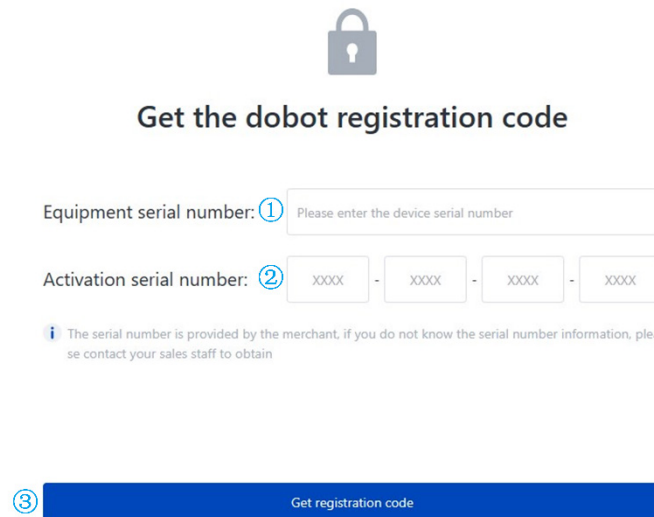 Get the dobot registration code
Equipment serial number: ① Please enter the device serial number
Activation serial number: ② XXXX - XXXX - XXXX - XXXX
i The serial number is provided by the merchant, if you do not know the serial number information, plea
se contact your sales staff to obtain
③ Get registration code